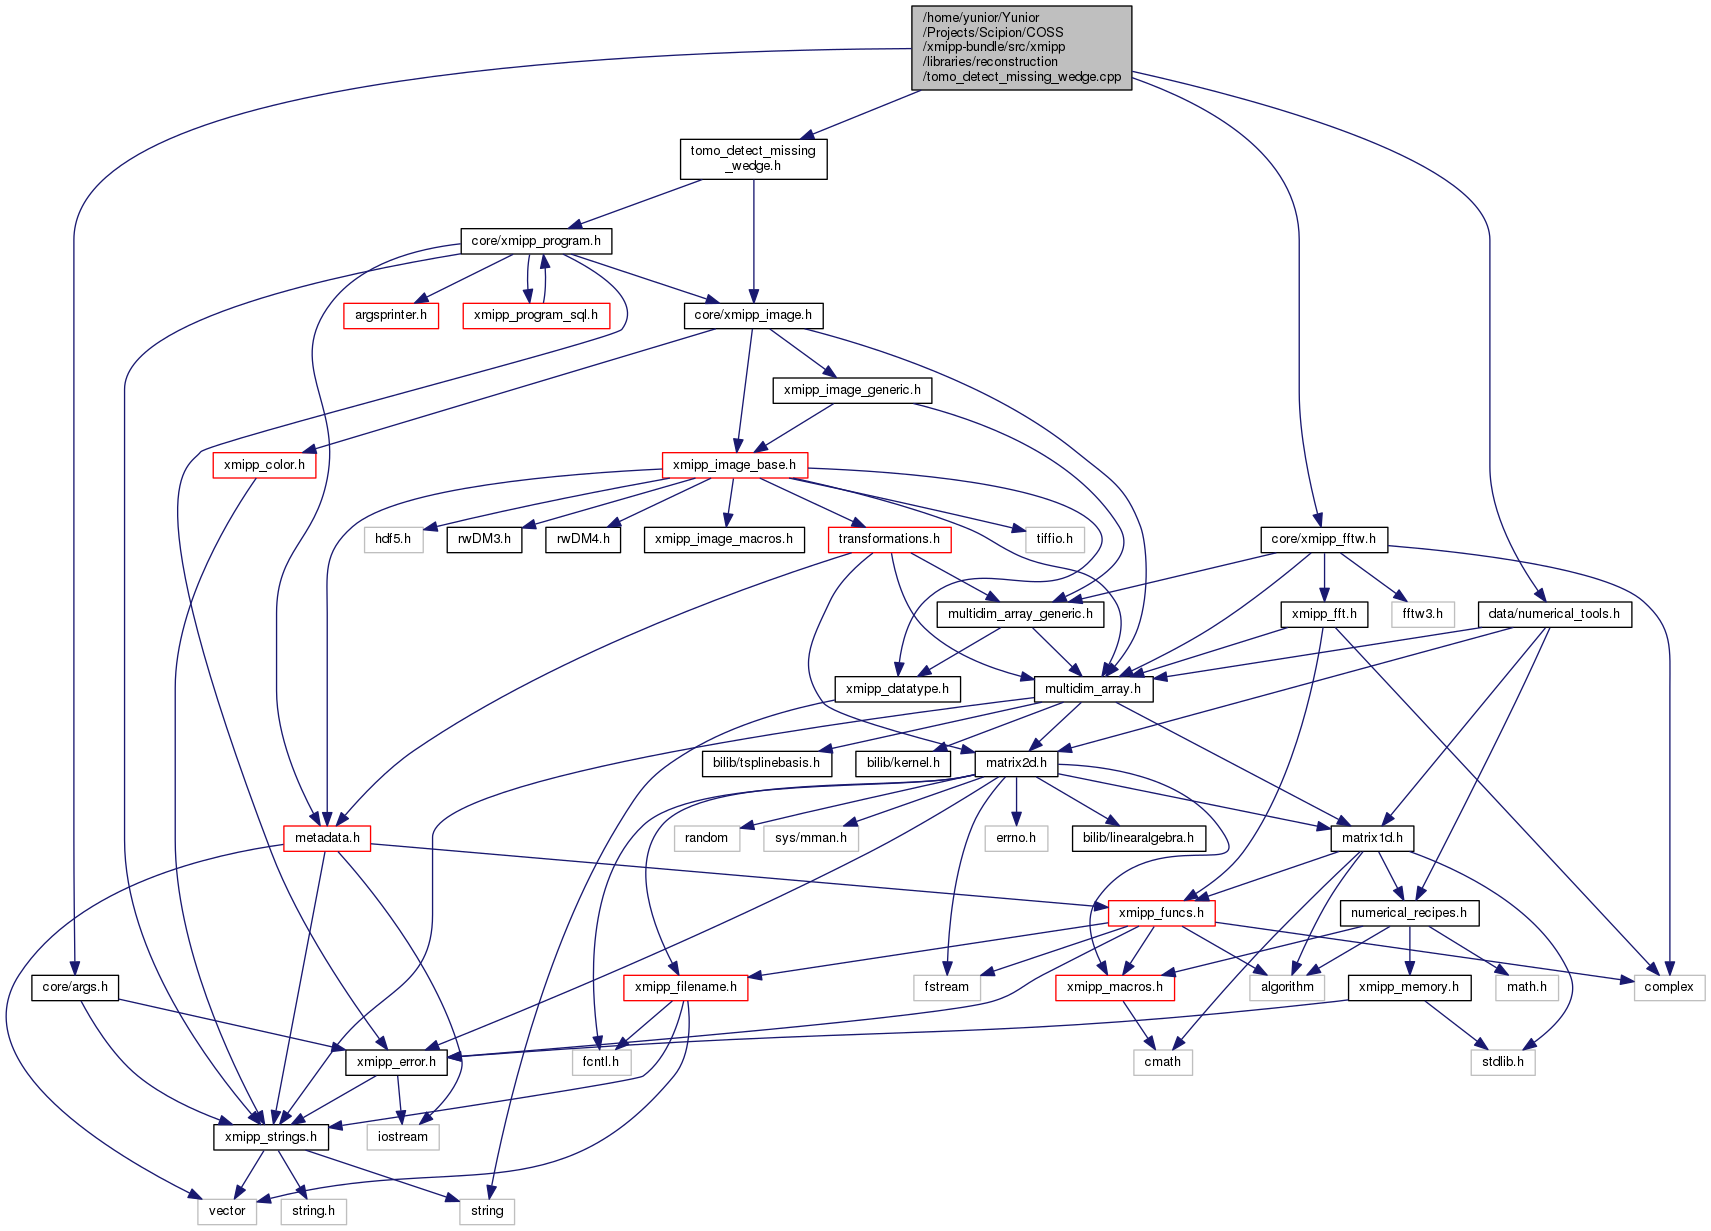 /home/yunior/Yunior
/Projects/Scipion/COSS
/xmipp-bundle/src/xmipp
/libraries/reconstruction
/tomo_detect_missing_wedge.cpp
tomo_detect_missing
_wedge.h
core/xmipp_program.h
argsprinter.h
xmipp_program_sql.h
core/xmipp_image.h
xmipp_image_generic.h
xmipp_color.h
xmipp_image_base.h
hdf5.h
rwDM3.h
rwDM4.h
xmipp_image_macros.h
transformations.h
tiffio.h
core/xmipp_fftw.h
multidim_array_generic.h
xmipp_fft.h
fftw3.h
data/numerical_tools.h
xmipp_datatype.h
multidim_array.h
bilib/tsplinebasis.h
bilib/kernel.h
matrix2d.h
metadata.h
random
sys/mman.h
errno.h
bilib/linearalgebra.h
matrix1d.h
xmipp_funcs.h
numerical_recipes.h
core/args.h
xmipp_filename.h
fstream
xmipp_macros.h
algorithm
xmipp_memory.h
math.h
complex
xmipp_error.h
fcntl.h
cmath
stdlib.h
xmipp_strings.h
iostream
vector
string.h
string